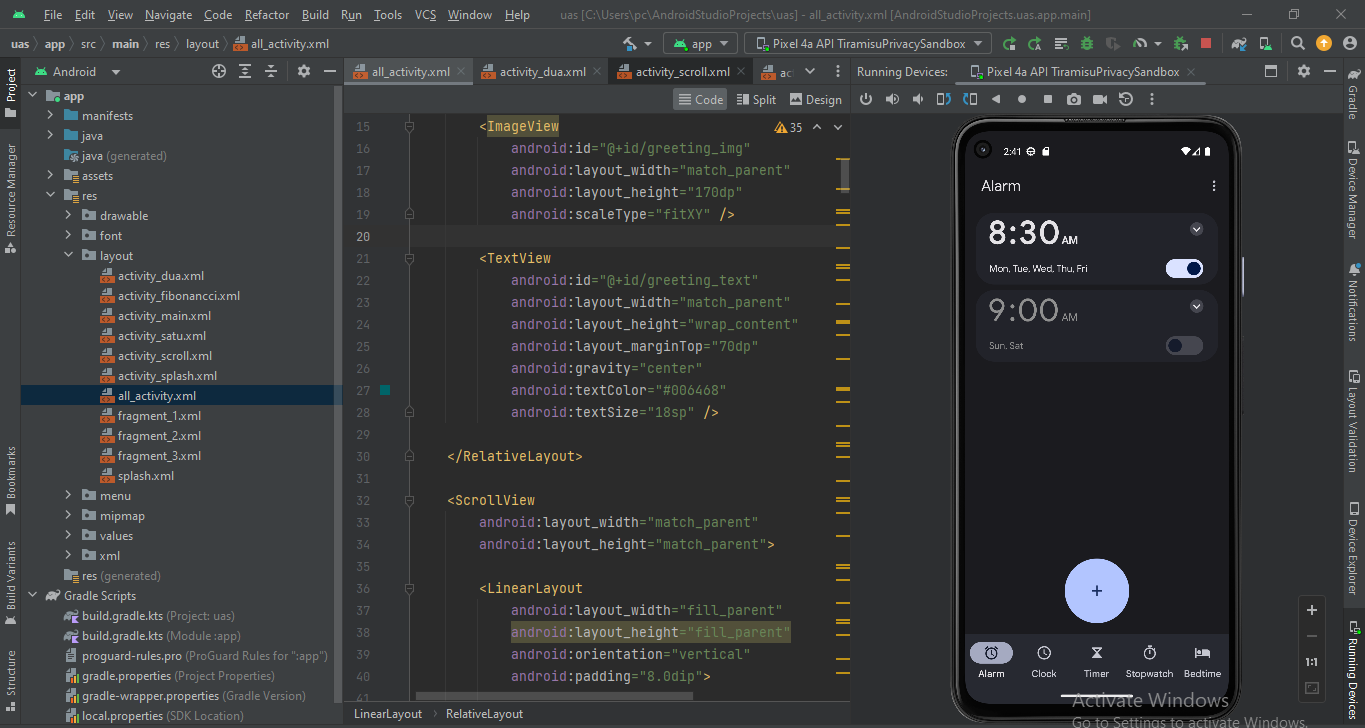 File Edit View Navigate Code Refactor Build Run Tools VCS Window Help uas [C:\Users\pc\AndroidStudioProjects\uas] - all_activity.xml [AndroidStudioProjects.uas.app.main]
uas app src main res layout all_activity.xml
app Pixel 4a API TiramisuPrivacySandbox
Android
all_activity.xml activity_dua.xml activity_scroll.xml ac
Running Devices: Pixel 4a API TiramisuPrivacySandbox
Code Split Design
Project
Resource Manager
Bookmarks
Build Variants
Structure
app
manifests
java
java (generated)
assets
res
drawable
font
layout
activity_dua.xml
activity_fibonancci.xml
activity_main.xml
activity_satu.xml
activity_scroll.xml
activity_splash.xml
all_activity.xml
fragment_1.xml
fragment_2.xml
fragment_3.xml
splash.xml
menu
mipmap
values
xml
res (generated)
Gradle Scripts
build.gradle.kts (Project: uas)
build.gradle.kts (Module :app)
proguard-rules.pro (ProGuard Rules for ":app")
gradle.properties (Project Properties)
gradle-wrapper.properties (Gradle Version)
local.properties (SDK Location)
35
15 <ImageView
16 android:id="@+id/greeting_img"
17 android:layout_width="match_parent"
18 android:layout_height="170dp"
19 android:scaleType="fitXY" />
20
21 <TextView
22 android:id="@+id/greeting_text"
23 android:layout_width="match_parent"
24 android:layout_height="wrap_content"
25 android:layout_marginTop="70dp"
26 android:gravity="center"
27 android:textColor="#006468"
28 android:textSize="18sp" />
29
30 </RelativeLayout>
31
32 <ScrollView
33 android:layout_width="match_parent"
34 android:layout_height="match_parent">
35
36 <LinearLayout
37 android:layout_width="fill_parent"
38 android:layout_height="fill_parent"
39 android:orientation="vertical"
40 android:padding="8.0dip">
41
LinearLayout RelativeLayout
2:41
Alarm
8:30 AM
Mon, Tue, Wed, Thu, Fri
9:00 AM
Sun, Sat
+
Alarm Clock Timer Stopwatch Bedtime
1:1
Activate Windows
Go to Settings to activate Windows.
Gradle
Device Manager
Notifications
Layout Validation
Device Explorer
Running Devices